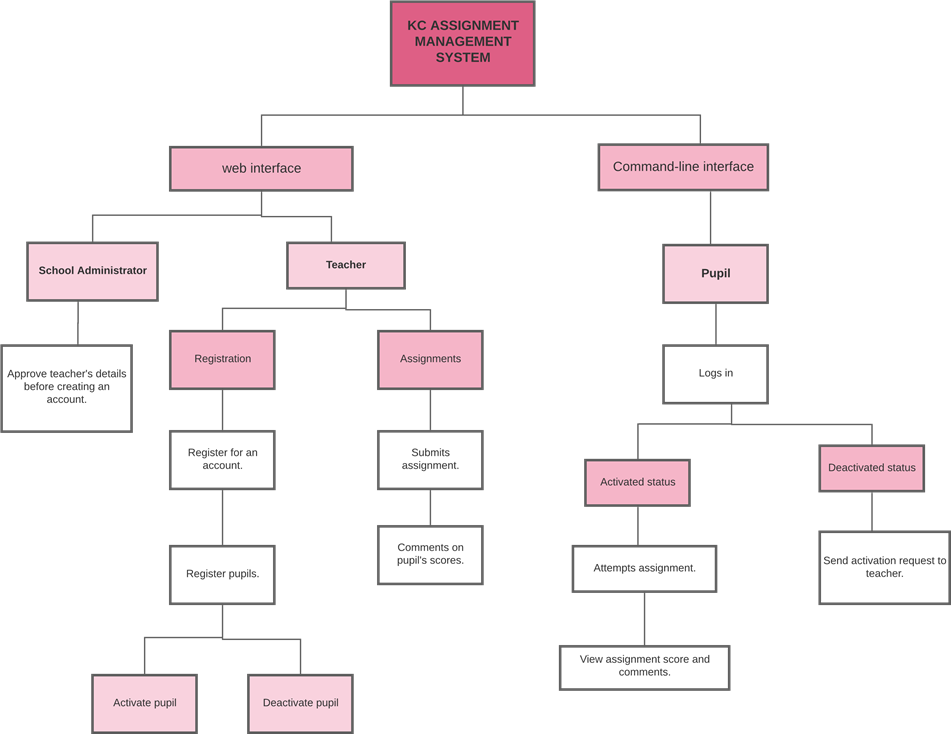 KC ASSIGNMENT
MANAGEMENT
SYSTEM
web interface
Command-line interface
School Administrator
Teacher
Pupil
Approve teacher's details
before creating an
account.
Registration
Assignments
Logs in
Register for an
account.
Submits
assignment.
Activated status
Deactivated status
Comments on
pupil's scores.
Register pupils.
Attempts assignment.
Send activation request to
teacher.
View assignment score and
comments.
Activate pupil
Deactivate pupil